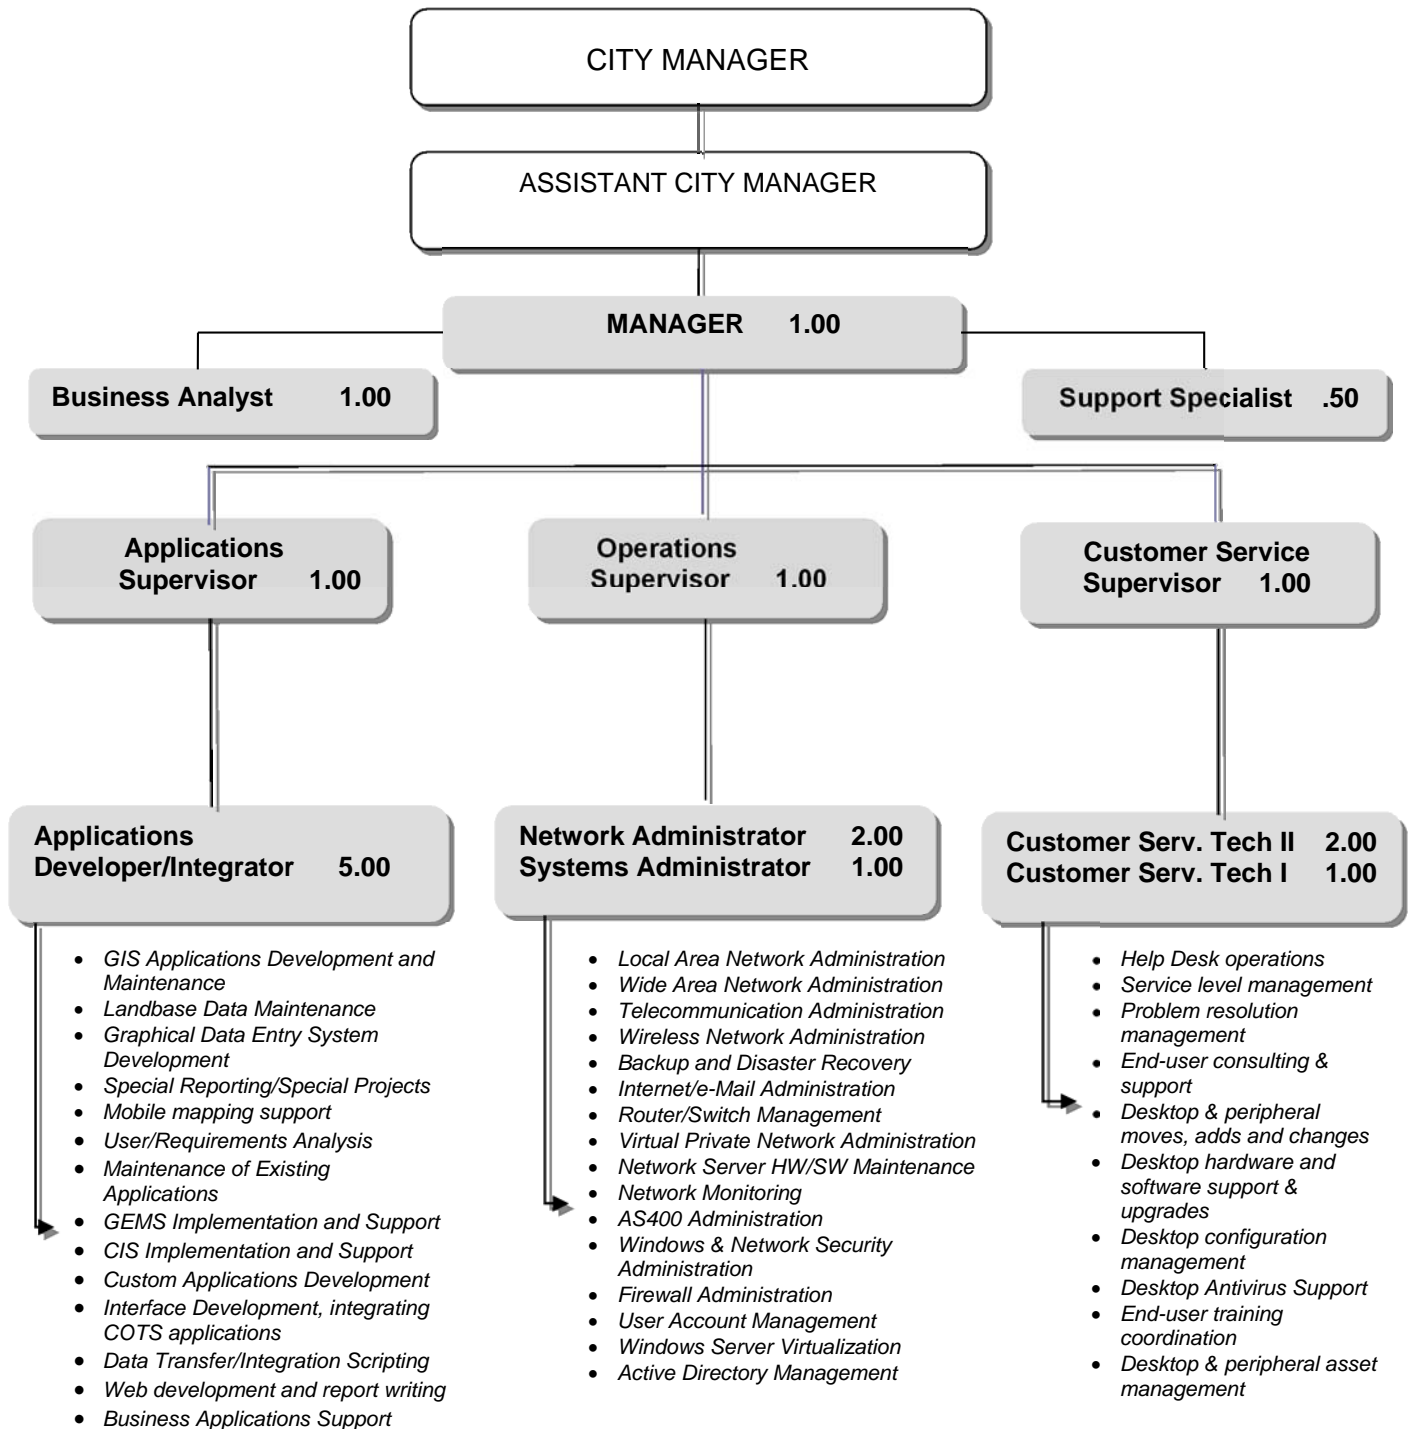 CITY MANAGER
ASSISTANT CITY MANAGER
MANAGER 1.00
Business Analyst 1.00
Support Specialist .50
Applications
Supervisor 1.00
Operations
Supervisor 1.00
Customer Service
Supervisor 1.00
Applications
Developer/Integrator 5.00
Network Administrator 2.00
Systems Administrator 1.00
Customer Serv. Tech II 2.00
Customer Serv. Tech I 1.00
• GIS Applications Development and
Maintenance
• Landbase Data Maintenance
• Graphical Data Entry System
Development
• Special Reporting/Special Projects
• Mobile mapping support
• User/Requirements Analysis
• Maintenance of Existing
Applications
• GEMS Implementation and Support
• CIS Implementation and Support
• Custom Applications Development
• Interface Development, integrating
COTS applications
• Data Transfer/Integration Scripting
• Web development and report writing
• Business Applications Support
• Local Area Network Administration
• Wide Area Network Administration
• Telecommunication Administration
• Wireless Network Administration
• Backup and Disaster Recovery
• Internet/e-Mail Administration
• Router/Switch Management
• Virtual Private Network Administration
• Network Server HW/SW Maintenance
• Network Monitoring
• AS400 Administration
• Windows & Network Security
Administration
• Firewall Administration
• User Account Management
• Windows Server Virtualization
• Active Directory Management
• Help Desk operations
• Service level management
• Problem resolution
management
• End-user consulting &
support
• Desktop & peripheral
moves, adds and changes
• Desktop hardware and
software support &
upgrades
• Desktop configuration
management
• Desktop Antivirus Support
• End-user training
coordination
• Desktop & peripheral asset
management